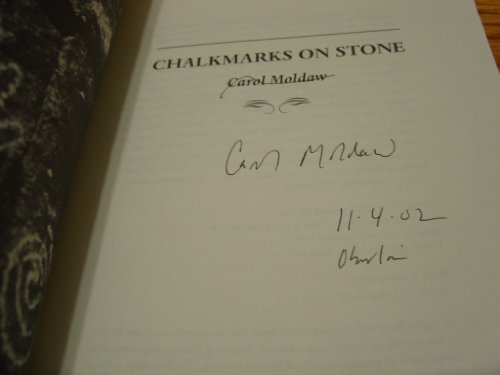 CHALKMARKS ON STONE
Carol Moldaw
Carol Moldaw
11.4.02
Oberlin